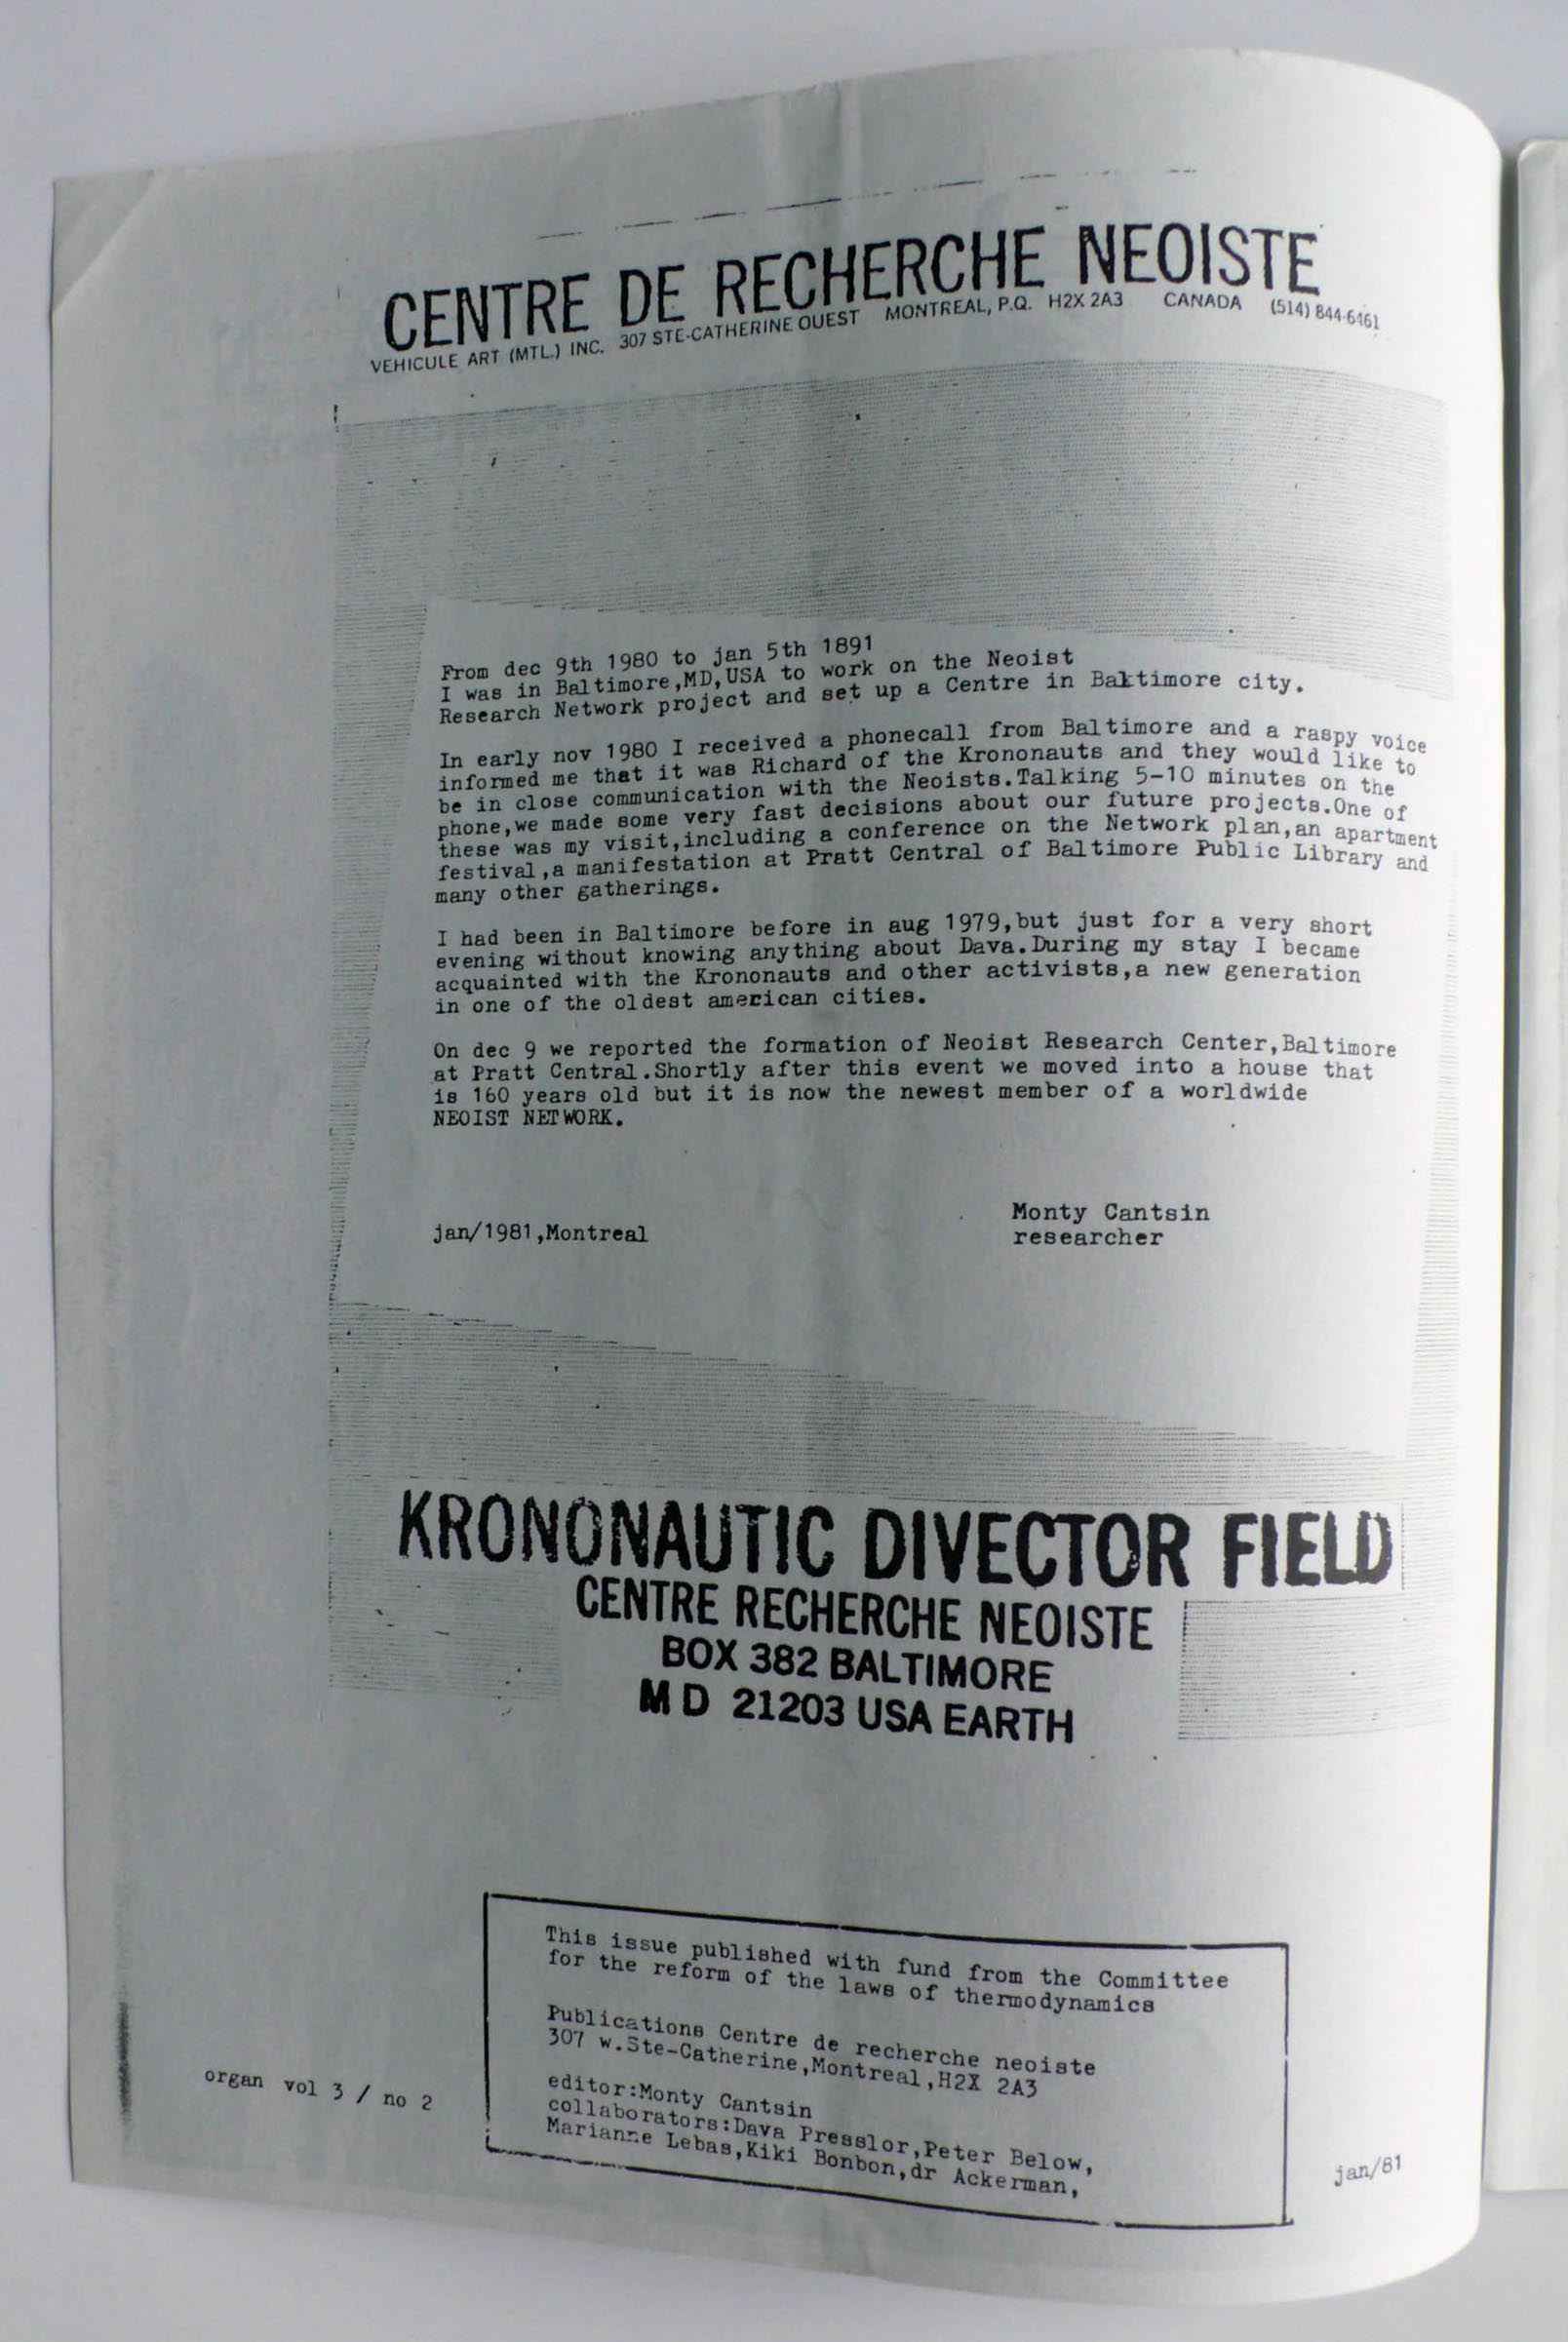 CENTRE DE RECHERCHE NEOISTE
VEHICULE ART (MTL.) INC. 307 STE-CATHERINE OUEST MONTREAL, P.Q. H2X 2A3 CANADA (514) 844-6161
From dec 9th 1980 to jan 5th 1891
I was in Baltimore,MD,USA to work on the Neoist
Research Network project and set up a Centre in Baltimore city.
In early nov 1980 I received a phonecall from Baltimore and a raspy voice
informed me that it was Richard of the Krononauts and they would like to
be in close communication with the Neoists.Talking 5-10 minutes on the
phone,we made some very fast decisions about our future projects.One of
these was my visit,including a conference on the Network plan,an apartment
festival,a manifestation at Pratt Central of Baltimore Public Library and
many other gatherings.
I had been in Baltimore before in aug 1979,but just for a very short
evening without knowing anything about Dava.During my stay I became
acquainted with the Krononauts and other activists,a new generation
in one of the oldest american cities.
On dec 9 we reported the formation of Neoist Research Center,Baltimore
at Pratt Central.Shortly after this event we moved into a house that
is 160 years old but it is now the newest member of a worldwide
NEOIST NETWORK.
Monty Cantsin
jan/1981,Montreal researcher
KRONONAUTIC DIVECTOR FIELD
CENTRE RECHERCHE NEOISTE
BOX 382 BALTIMORE
MD 21203 USA EARTH
This issue published with fund from the Committee
for the reform of the laws of thermodynamics
Publications Centre de recherche neoiste
307 w.Ste-Catherine,Montreal,H2X 2A3
editor:Monty Cantsin
collaborators:Dava Presslor,Peter Below,
Marianne Lebas,Kiki Bonbon,dr Ackerman,
organ vol 3 / no 2
jan/81